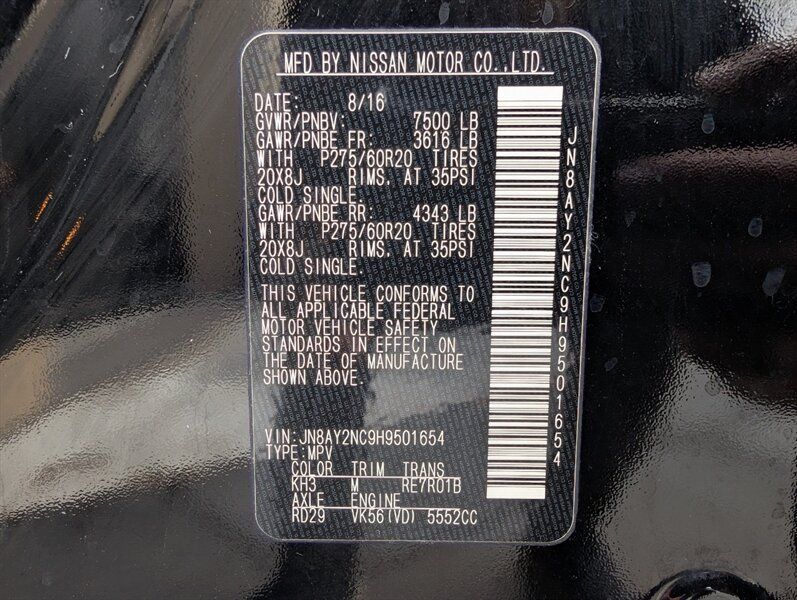 MFD BY NISSAN MOTOR CO.,LTD.
DATE: 8/16
GVWR/PNBV: 7500 LB
GAWR/PNBE FR: 3616 LB
WITH P275/60R20 TIRES
20X8J RIMS, AT 35PSI
COLD SINGLE.
GAWR/PNBE RR: 4343 LB
WITH P275/60R20 TIRES
20X8J RIMS, AT 35PSI
COLD SINGLE.
THIS VEHICLE CONFORMS TO
ALL APPLICABLE FEDERAL
MOTOR VEHICLE SAFETY
STANDARDS IN EFFECT ON
THE DATE OF MANUFACTURE
SHOWN ABOVE.
VIN:JN8AY2NC9H9501654
TYPE:MPV
COLOR TRIM TRANS
KH3 M RE7R01B
AXLE ENGINE
RD29 VK56(VD) 5552CC
JN8AY2NC9H9501654